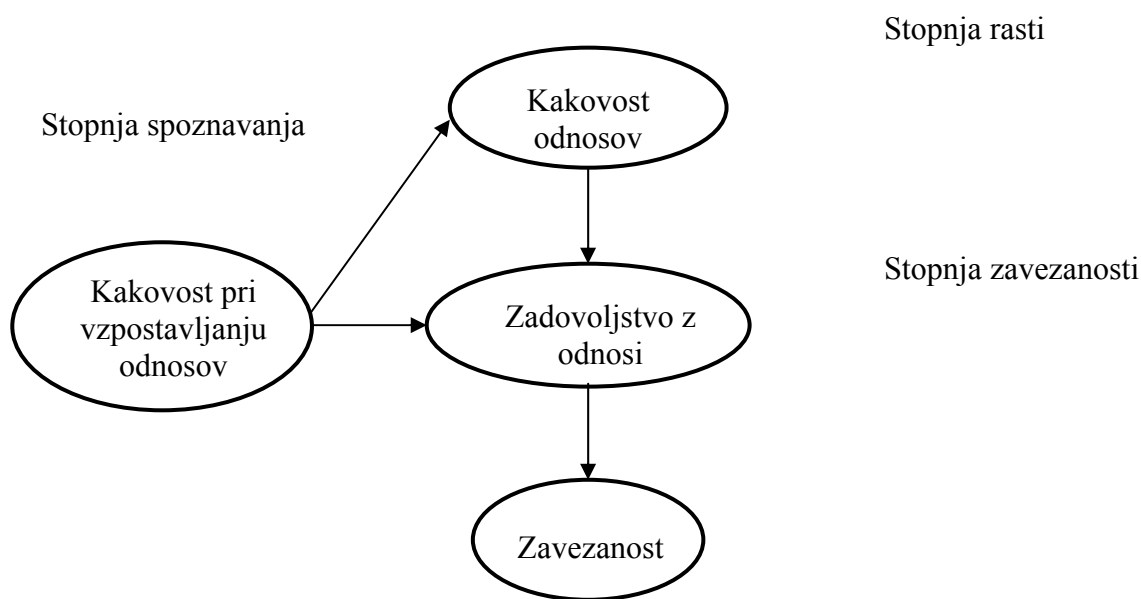 Stopnja rasti
Kakovost
odnosov
Stopnja spoznavanja
Stopnja zavezanosti
Kakovost pri
vzpostavljanju
odnosov
Zadovoljstvo z
odnosi
Zavezanost